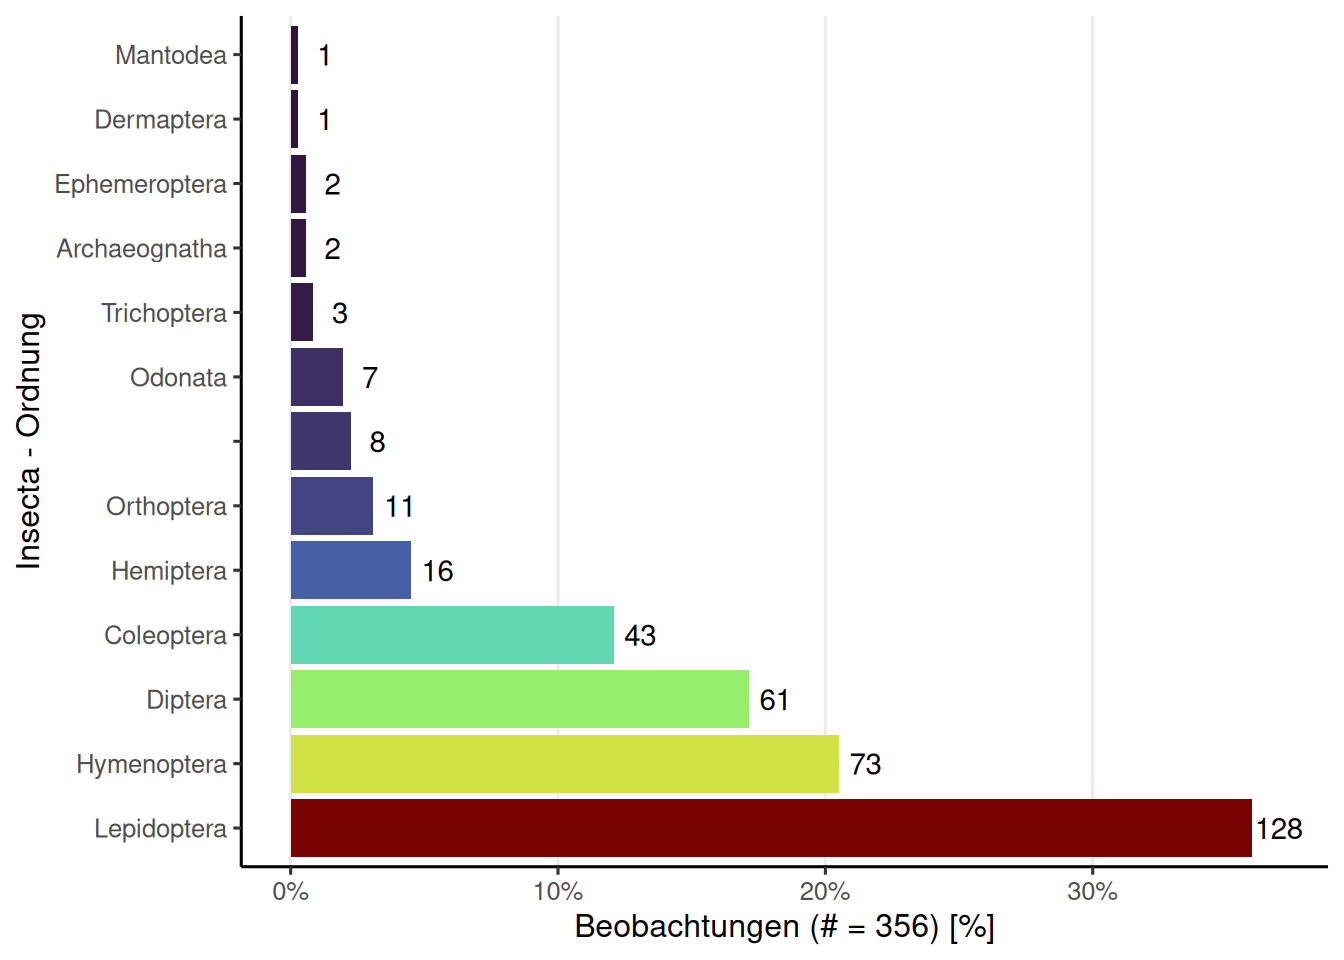 Insecta - Ordnung
Mantodea 1
Dermaptera 1
Ephemeroptera 2
Archaeognatha 2
Trichoptera 3
Odonata 7
8
Orthoptera 11
Hemiptera 16
Coleoptera 43
Diptera 61
Hymenoptera 73
Lepidoptera 128
0% 10% 20% 30%
Beobachtungen (# = 356) [%]